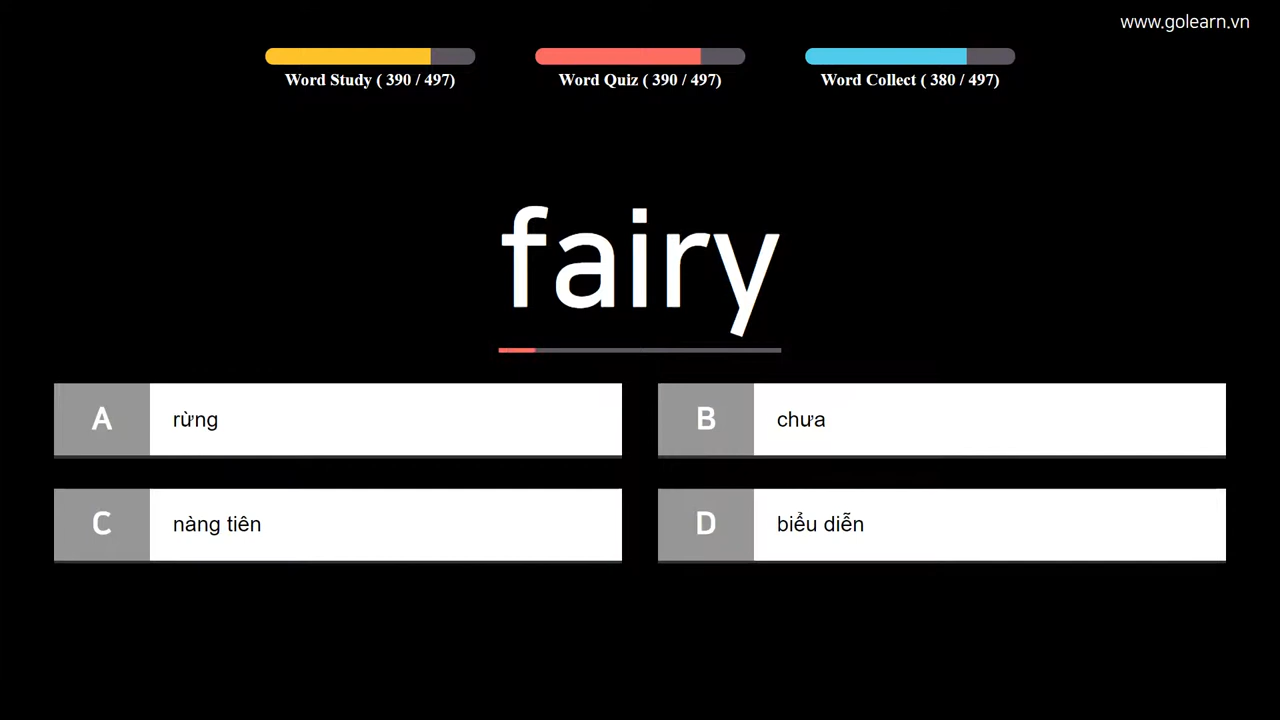 www.golearn.vn
Word Study ( 390 / 497)
Word Quiz ( 390 / 497)
Word Collect ( 380 / 497)
fairy
A rừng
B chưa
C nàng tiên
D biểu diễn